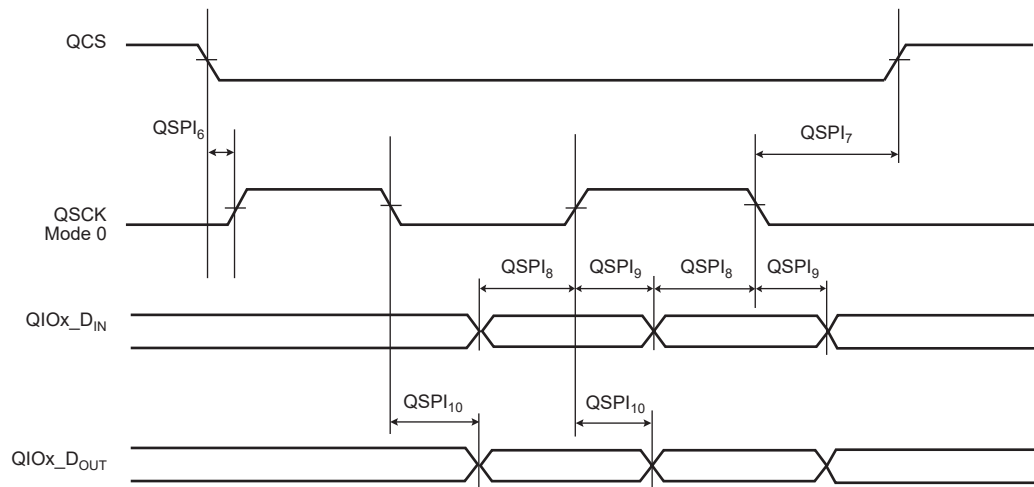 QCS
QSPI6
QSPI7
QSCK
Mode 0
QSPI8 QSPI9 QSPI8 QSPI9
QIOx_DIN
QSPI10 QSPI10
QIOx_DOUT